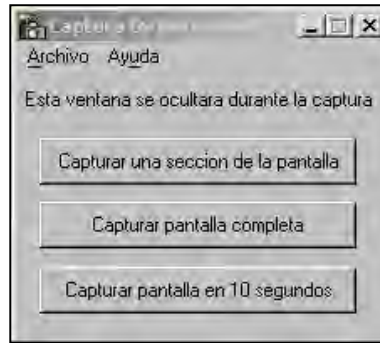 Captura
Archivo Ayuda
Esta ventana se ocultara durante la captura
Capturar una seccion de la pantalla
Capturar pantalla completa
Capturar pantalla en 10 segundos